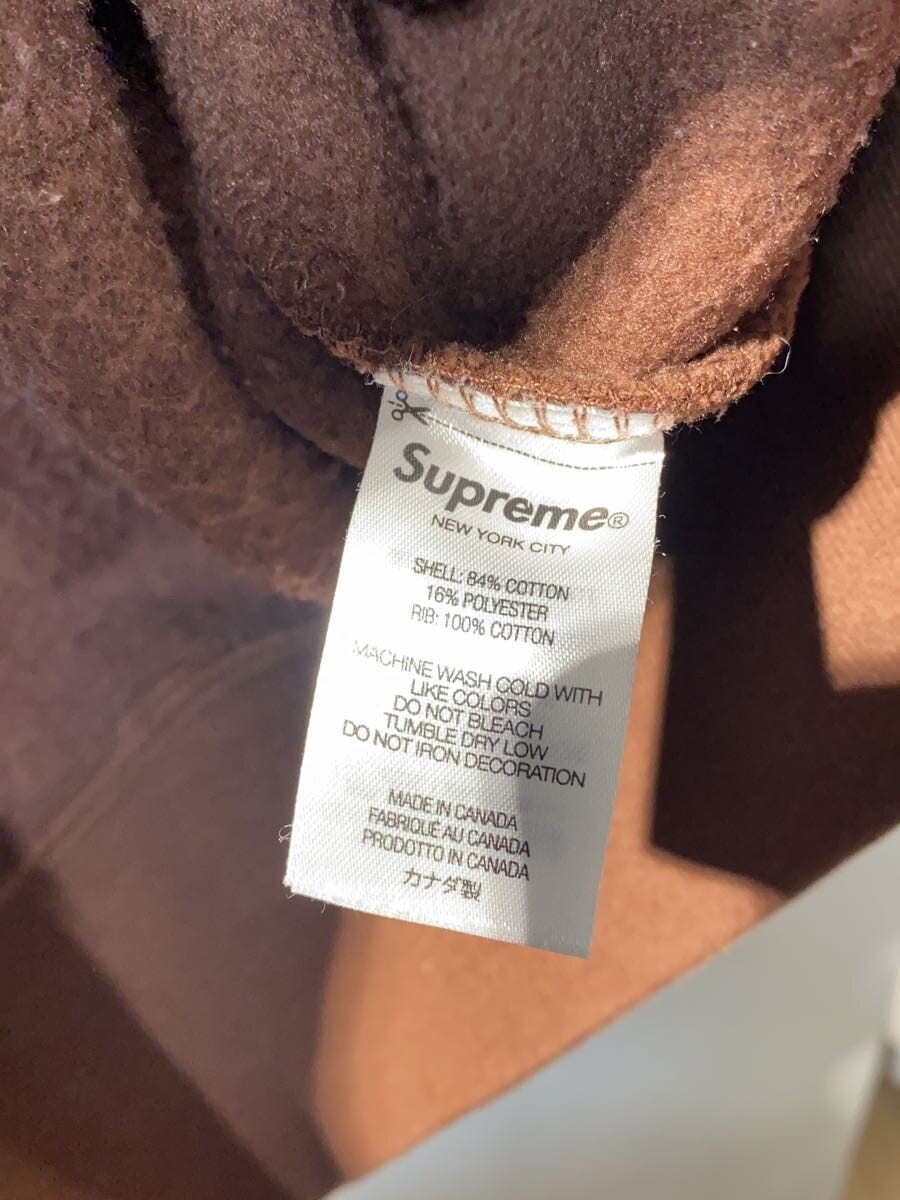 Supreme®
NEW YORK CITY
SHELL: 84% COTTON
16% POLYESTER
RIB: 100% COTTON
MACHINE WASH COLD WITH
LIKE COLORS
DO NOT BLEACH
TUMBLE DRY LOW
DO NOT IRON DECORATION
MADE IN CANADA
FABRIQUÉ AU CANADA
PRODOTTO IN CANADA
カナダ製